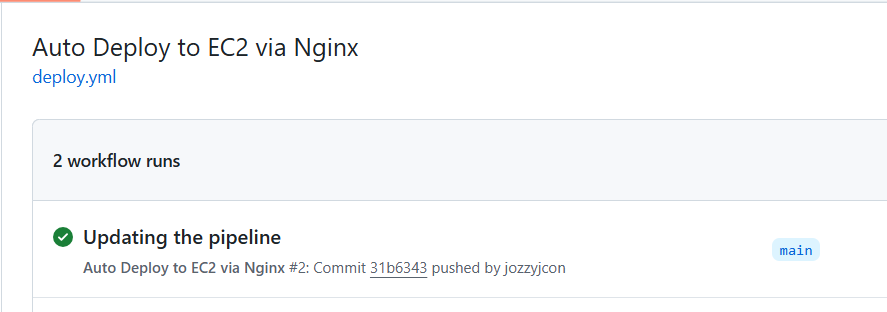 Auto Deploy to EC2 via Nginx
deploy.yml
2 workflow runs
Updating the pipeline
main
Auto Deploy to EC2 via Nginx #2: Commit 31b6343 pushed by jozzyjcon